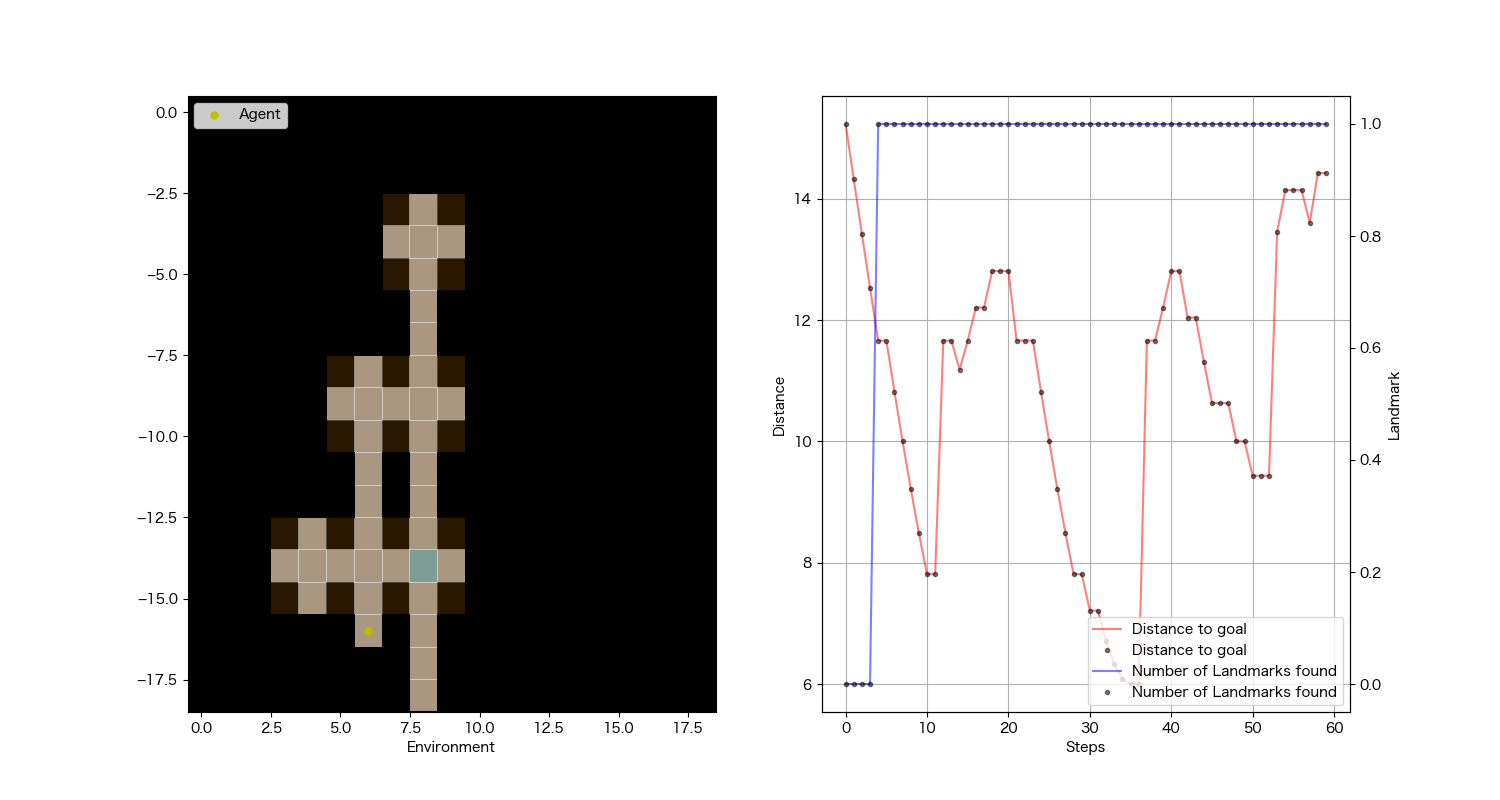 Agent
0.0
−2.5
−5.0
−7.5
−10.0
−12.5
−15.0
−17.5
0.0 2.5 5.0 7.5 10.0 12.5 15.0 17.5
Environment
14
12
10
8
6
Distance
1.0
0.8
0.6
0.4
0.2
0.0
Landmark
Distance to goal
Distance to goal
Number of Landmarks found
Number of Landmarks found
0 10 20 30 40 50 60
Steps